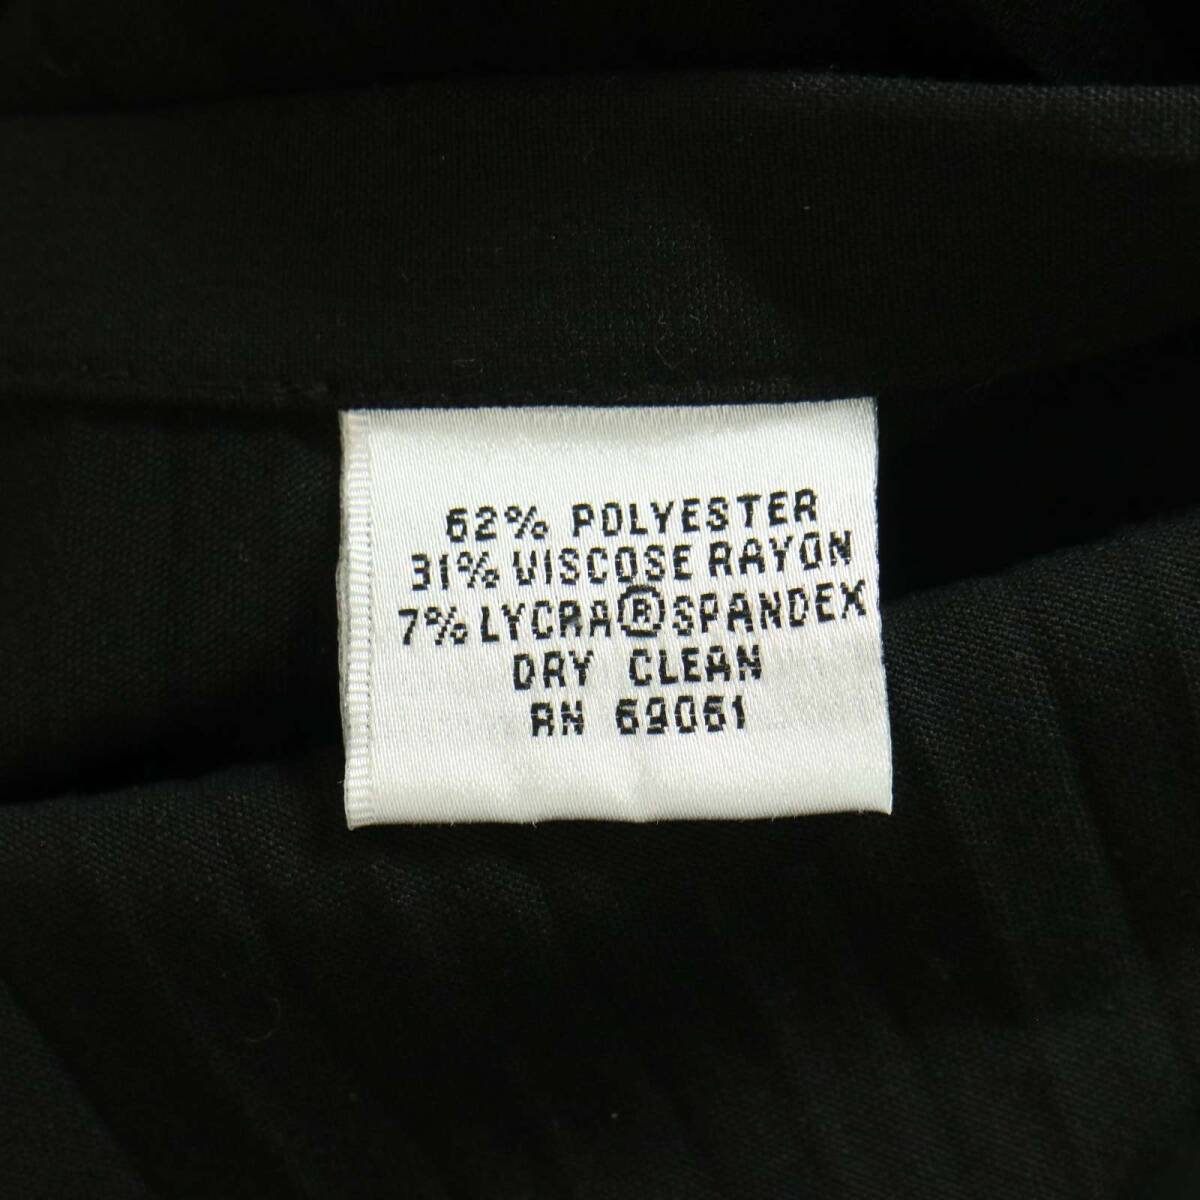 62% POLYESTER
31% VISCOSE RAYON
7% LYCRA®SPANDEX
DRY CLEAN
RN 69061